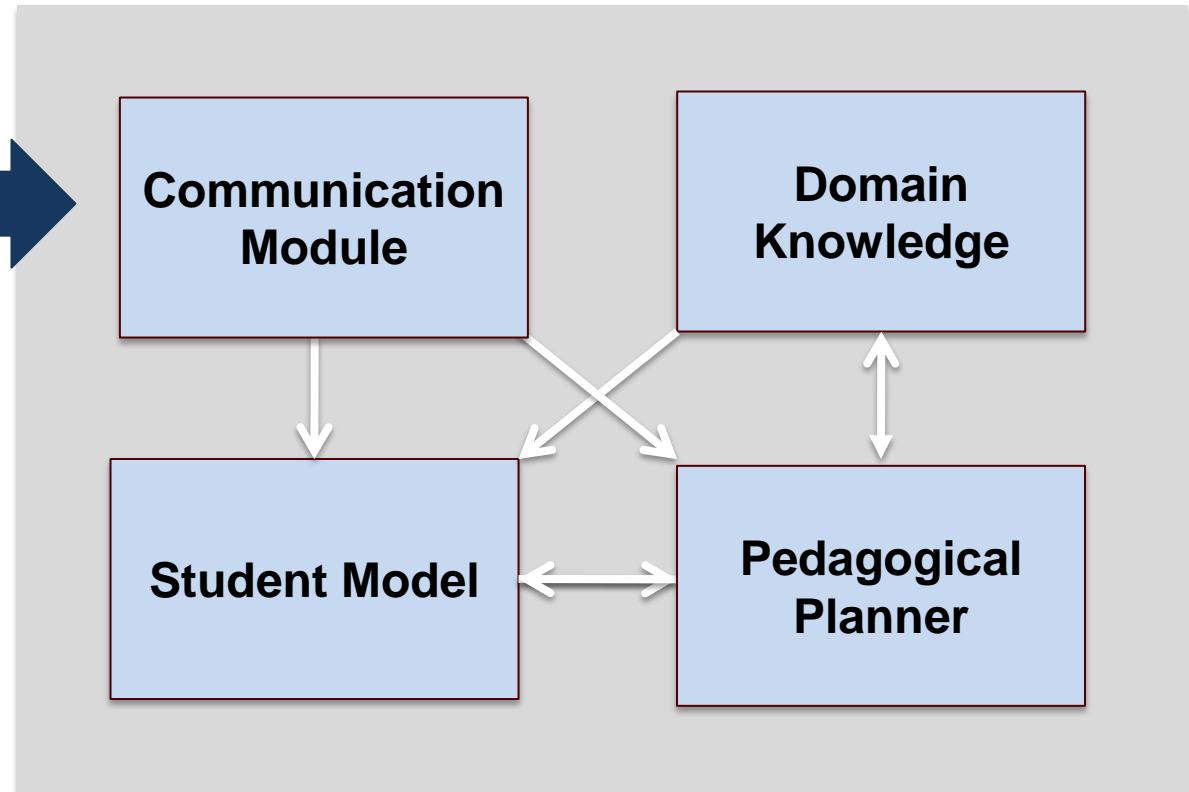 Communication
Module
Domain
Knowledge
Student Model
Pedagogical
Planner